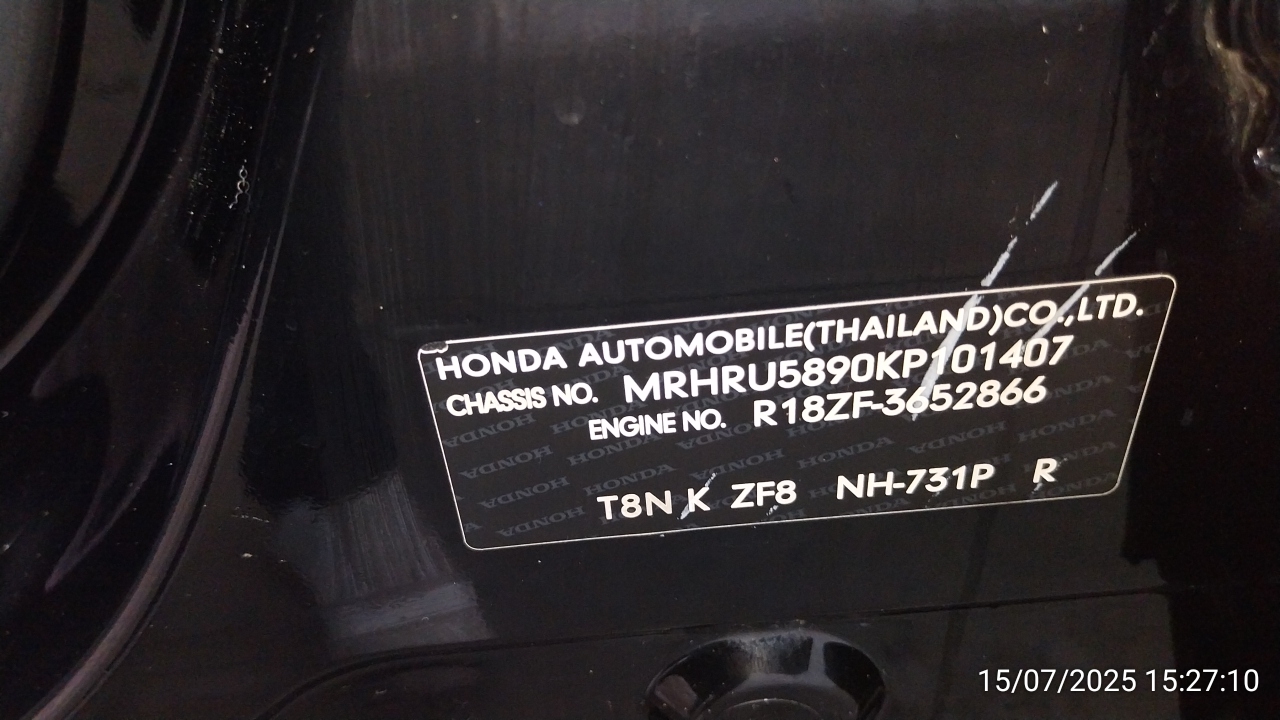 HONDA AUTOMOBILE(THAILAND)CO.,LTD.
CHASSIS NO. MRHRU5890KP101407
ENGINE NO. R18ZF-3652866
T8N K ZF8 NH-731P R
15/07/2025 15:27:10